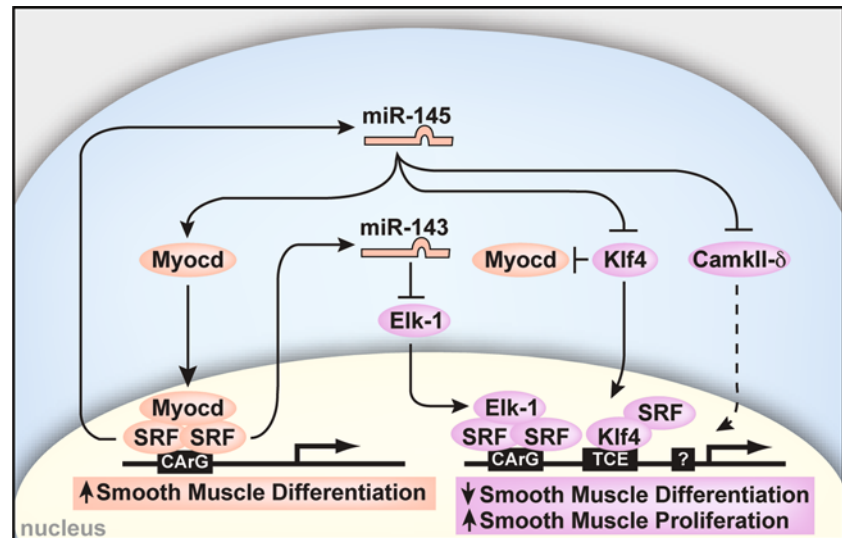 miR-145
miR-143
Myocd
Myocd
Klf4
CamkII-δ
Elk-1
Myocd
SRF SRF
CArG
Elk-1
SRF SRF
CArG
SRF
Klf4
TCE
?
Smooth Muscle Differentiation
Smooth Muscle Differentiation
Smooth Muscle Proliferation
nucleus